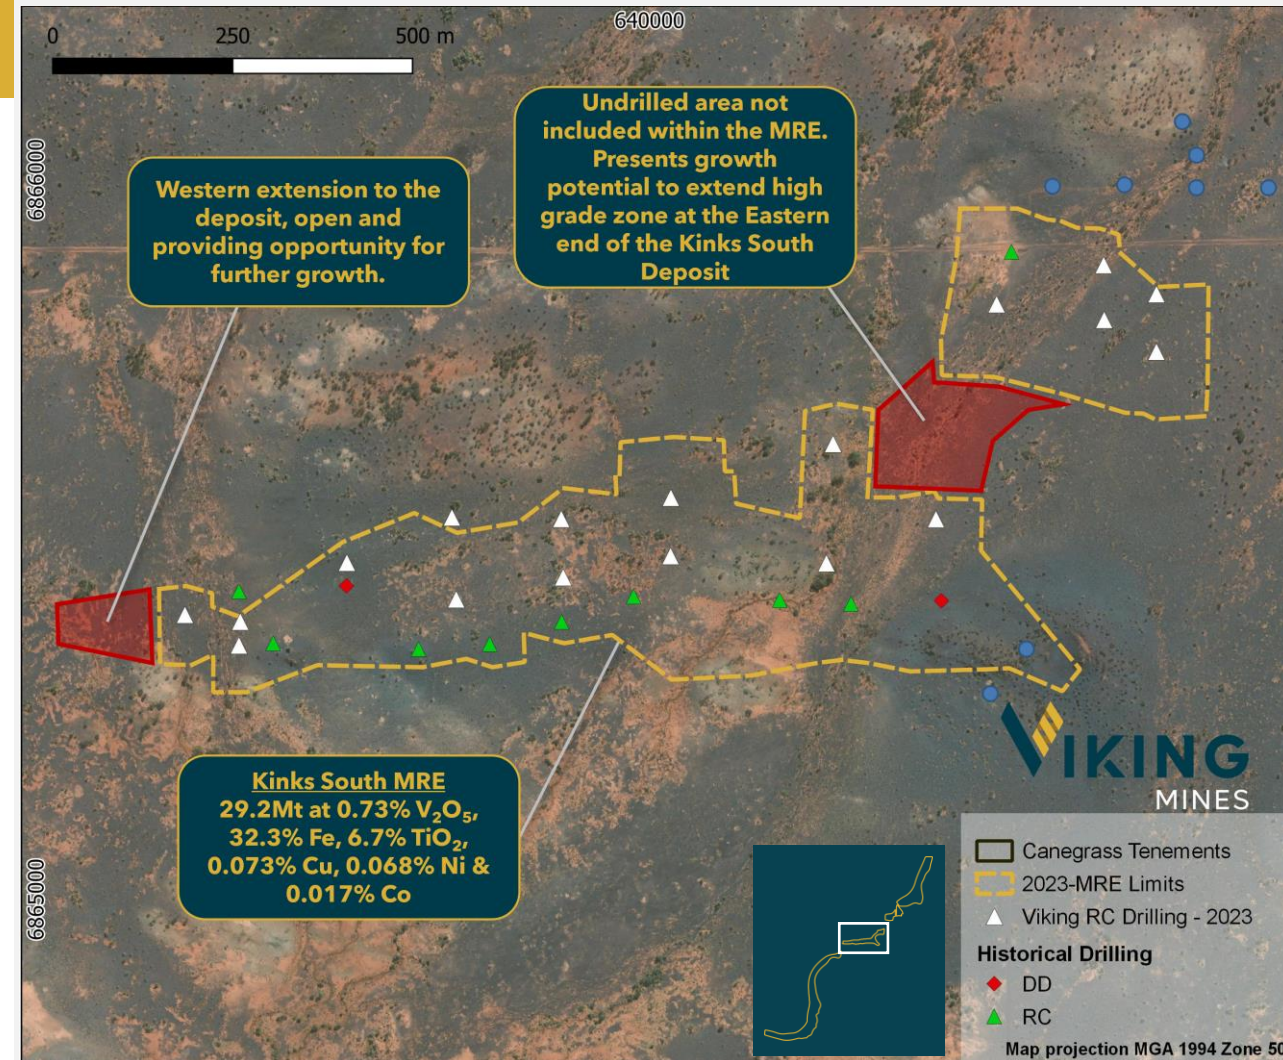 640000
0 250 500 m
6866000
Undrilled area not
included within the MRE.
Presents growth
potential to extend high
grade zone at the Eastern
end of the Kinks South
Deposit
Western extension to the
deposit, open and
providing opportunity for
further growth.
Kinks South MRE
29.2Mt at 0.73% V₂O₅,
32.3% Fe, 6.7% TiO₂,
0.073% Cu, 0.068% Ni &
0.017% Co
6865000
VIKING
MINES
Canegrass Tenements
2023-MRE Limits
Viking RC Drilling - 2023
Historical Drilling
DD
RC
Map projection MGA 1994 Zone 50